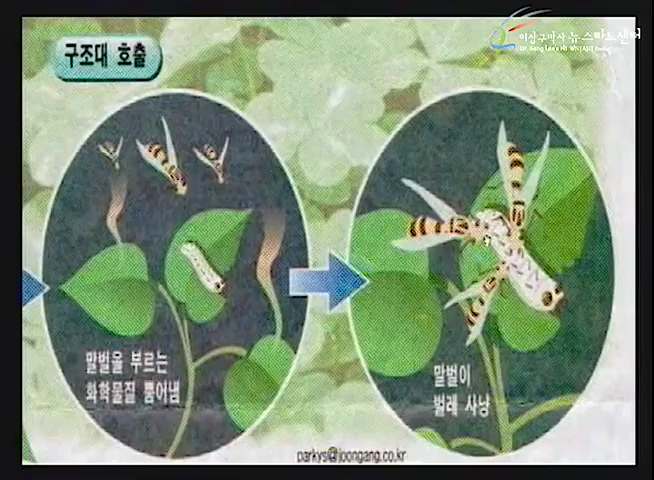 구조대 호출
말벌을 부르는
화학물질 뿜어냄
말벌이
벌레 사냥
parkys@joongang.co.kr